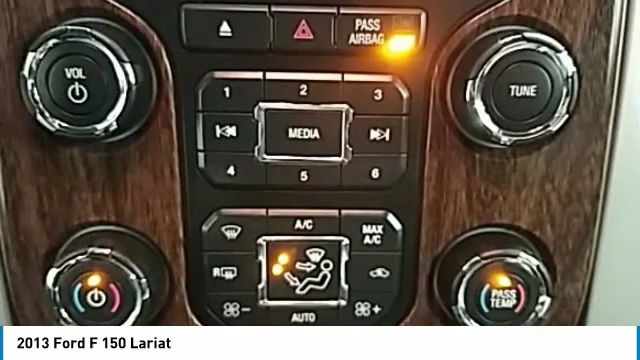 PASS
AIRBAG
VOL
TUNE
1 2 3
MEDIA
4 5 6
A/C
MAX
A/C
R
AUTO
PASS
TEMP
2013 Ford F 150 Lariat